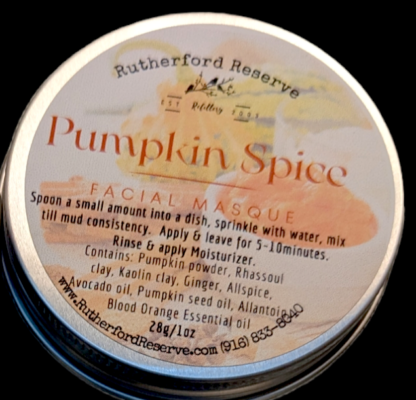 Rutherford Reserve
EST
Refillery
Pumpkin Spice
FACIAL MASQUE
Spoon a small amount into a dish, sprinkle with water, mix
till mud consistency. Apply & leave for 5-10minutes.
Rinse & apply Moisturizer.
Contains: Pumpkin powder, Rhassoul
clay, Kaolin clay, Ginger, Allspice,
Avocado oil, Pumpkin seed oil, Allantoin,
Blood Orange Essential oil
28g/1oz
www.RutherfordReserve.com (916) 833-8640